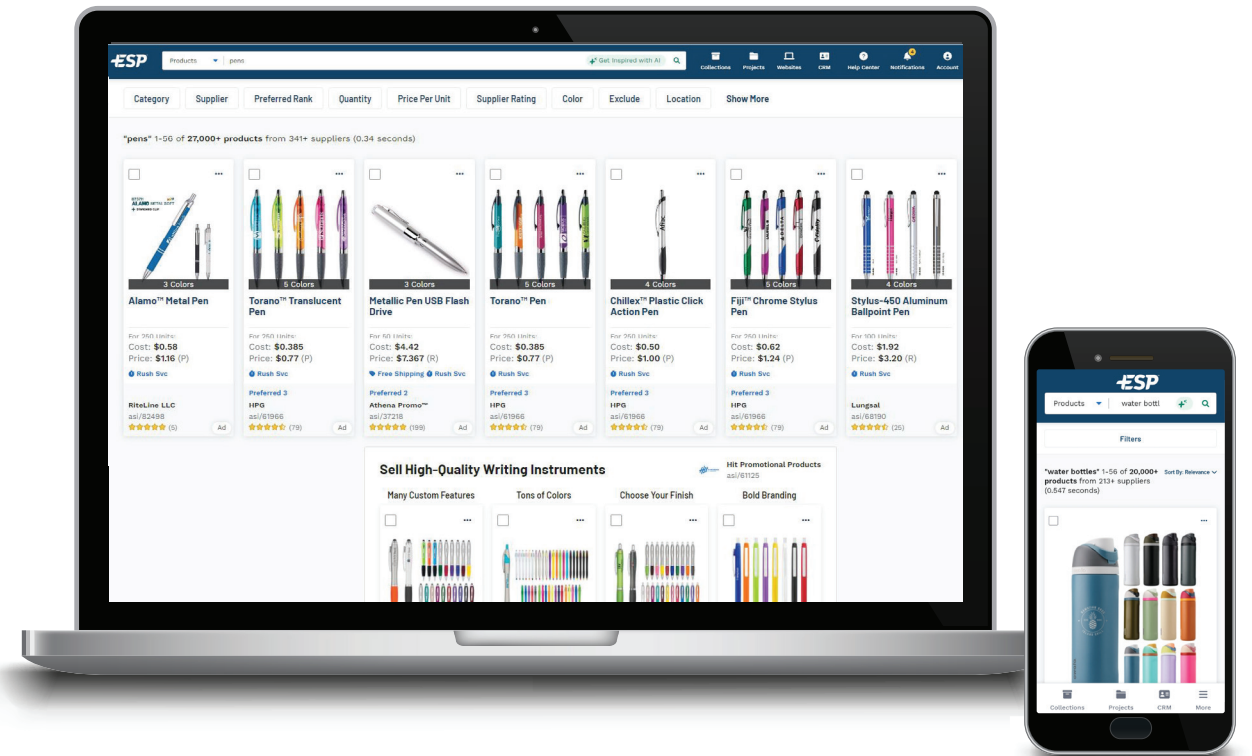 ESP
Products pens Get Inspired with AI
Collections Projects Websites CRM Help Center Notifications Account
4
Category Supplier Preferred Rank Quantity Price Per Unit Supplier Rating Color Exclude Location Show More
"pens" 1-56 of 27,000+ products from 341+ suppliers (0.34 seconds)
ALAMO METAL SOFT
3 Colors
Alamo™ Metal Pen
For 250 Units:
Cost: $0.58
Price: $1.16 (P)
Rush Svc
RiteLine LLC
asi/82498
(5) Ad
5 Colors
Torano™ Translucent
Pen
For 250 Units:
Cost: $0.385
Price: $0.77 (P)
Rush Svc
Preferred 3
HPG
asi/61966
(79) Ad
3 Colors
Metallic Pen USB Flash
Drive
For 50 Units:
Cost: $4.42
Price: $7.367 (R)
Free Shipping Rush Svc
Preferred 2
Athena Promo™
asi/37218
(199) Ad
5 Colors
Torano™ Pen
For 250 Units:
Cost: $0.385
Price: $0.77 (P)
Rush Svc
Preferred 3
HPG
asi/61966
(79) Ad
4 Colors
Chillex™ Plastic Click
Action Pen
For 250 Units:
Cost: $0.50
Price: $1.00 (P)
Rush Svc
Preferred 3
HPG
asi/61966
(79) Ad
5 Colors
Fiji™ Chrome Stylus
Pen
For 250 Units:
Cost: $0.62
Price: $1.24 (P)
Rush Svc
Preferred 3
HPG
asi/61966
(79) Ad
4 Colors
Stylus-450 Aluminum
Ballpoint Pen
For 100 Units:
Cost: $1.92
Price: $3.20 (R)
Rush Svc
Lungsal
asi/68190
(25) Ad
Sell High-Quality Writing Instruments
Hit Promotional Products
asi/61125
Many Custom Features Tons of Colors Choose Your Finish Bold Branding
ESP
Products water bottl
Filters
"water bottles" 1-56 of 20,000+ Sort By: Relevance
products from 213+ suppliers
(0.547 seconds)
Collections Projects CRM More